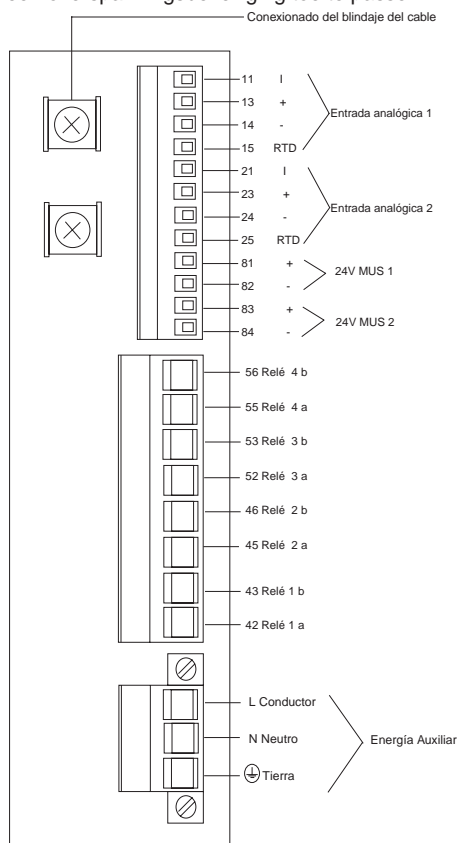 Conexionado del blindaje del cable
11 I
13 +
14 -
15 RTD
Entrada analógica 1
21 I
23 +
24 -
25 RTD
Entrada analógica 2
81 +
82 -
24V MUS 1
83 +
84 -
24V MUS 2
56 Relé 4 b
55 Relé 4 a
53 Relé 3 b
52 Relé 3 a
46 Relé 2 b
45 Relé 2 a
43 Relé 1 b
42 Relé 1 a
L Conductor
N Neutro
Tierra
Energía Auxiliar